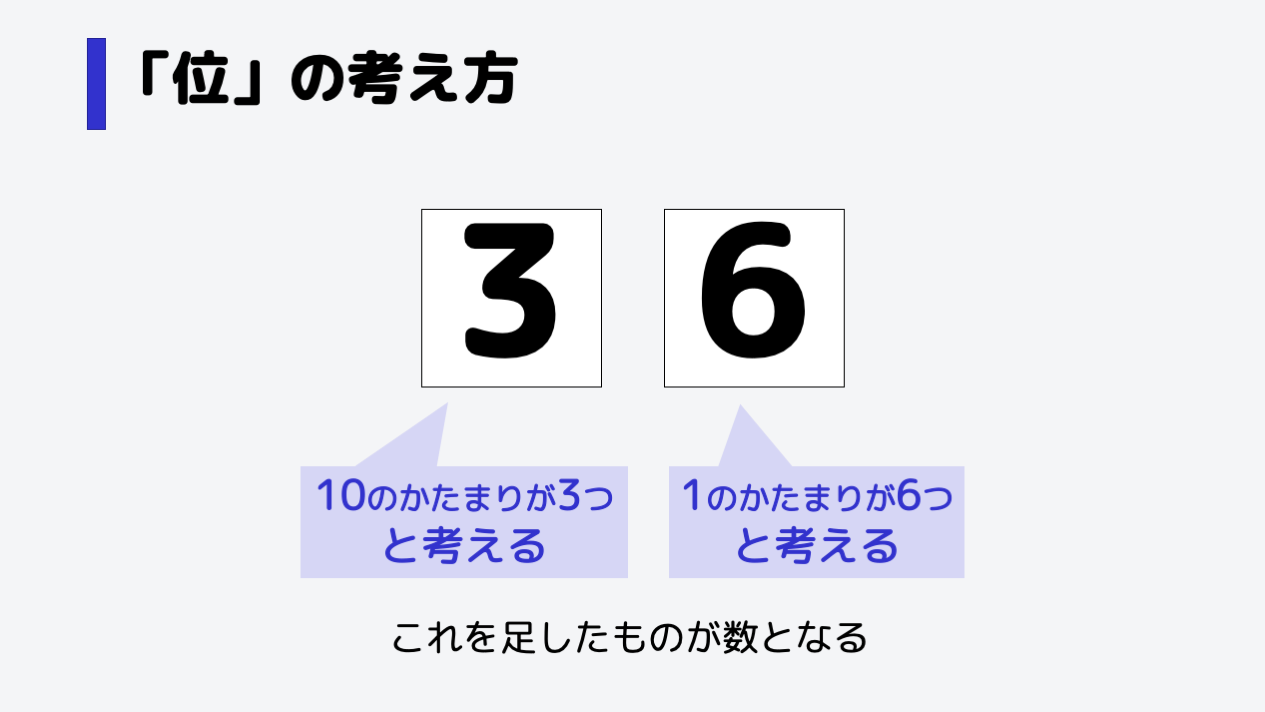 「位」の考え方
3 6
10のかたまりが3つ
と考える
1のかたまりが6つ
と考える
これを足したものが数となる